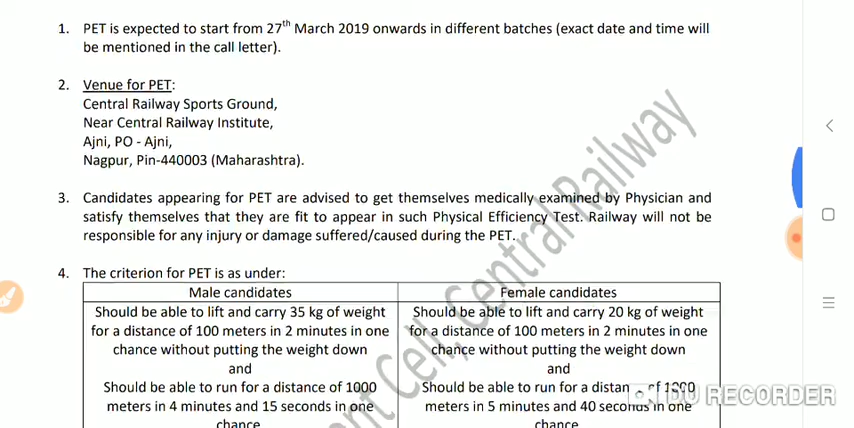 1. PET is expected to start from 27th March 2019 onwards in different batches (exact date and time will
be mentioned in the call letter).
2. Venue for PET:
Central Railway Sports Ground,
Near Central Railway Institute,
Ajni, PO - Ajni,
Nagpur, Pin-440003 (Maharashtra).
3. Candidates appearing for PET are advised to get themselves medically examined by Physician and
satisfy themselves that they are fit to appear in such Physical Efficiency Test. Railway will not be
responsible for any injury or damage suffered/caused during the PET.
4. The criterion for PET is as under:
Male candidates
Should be able to lift and carry 35 kg of weight
for a distance of 100 meters in 2 minutes in one
chance without putting the weight down
and
Should be able to run for a distance of 1000
meters in 4 minutes and 15 seconds in one
chance
Female candidates
Should be able to lift and carry 20 kg of weight
for a distance of 100 meters in 2 minutes in one
chance without putting the weight down
and
Should be able to run for a distance of 1000
meters in 5 minutes and 40 seconds in one
chance
Cell, Central Railway
DU RECORDER